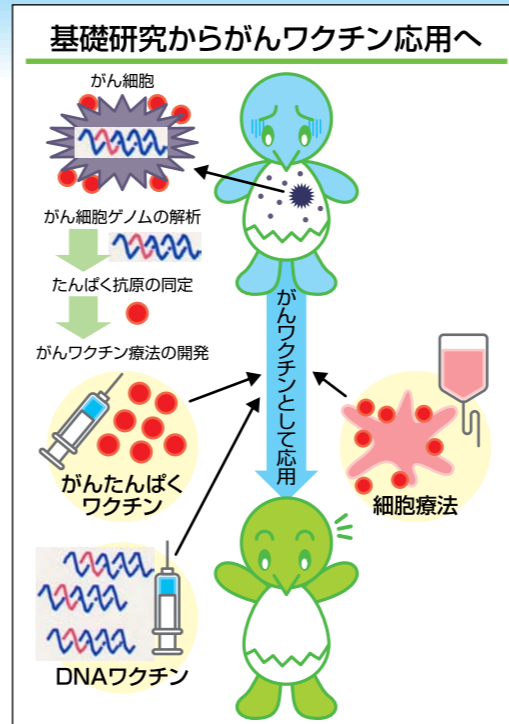 基礎研究からがんワクチン応用へ
がん細胞
がん細胞ゲノムの解析
たんぱく抗原の同定
がんワクチン療法の開発
がんワクチンとして応用
がんたんぱく
ワクチン
細胞療法
DNAワクチン